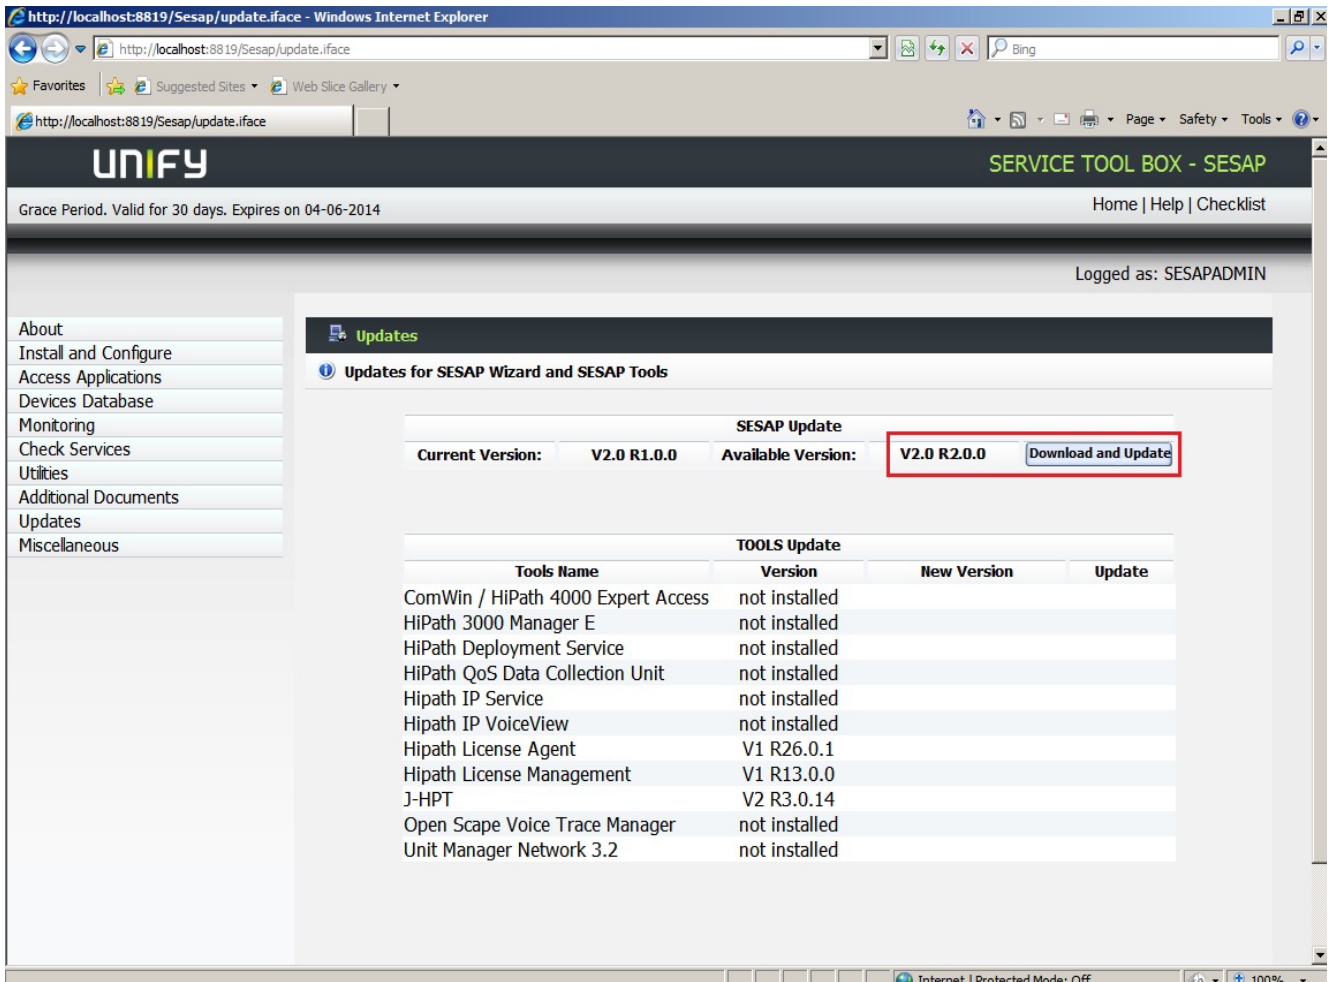 http://localhost:8819/Sesap/update.iface - Windows Internet Explorer
http://localhost:8819/Sesap/update.iface
Bing
Favorites Suggested Sites Web Slice Gallery
http://localhost:8819/Sesap/update.iface Page Safety Tools
UNIFY SERVICE TOOL BOX - SESAP
Grace Period. Valid for 30 days. Expires on 04-06-2014 Home | Help | Checklist
Logged as: SESAPADMIN
About
Install and Configure
Access Applications
Devices Database
Monitoring
Check Services
Utilities
Additional Documents
Updates
Miscellaneous
Updates
Updates for SESAP Wizard and SESAP Tools
SESAP Update
Current Version: V2.0 R1.0.0 Available Version: V2.0 R2.0.0 Download and Update
TOOLS Update
Tools Name Version New Version Update
ComWin / HiPath 4000 Expert Access not installed
HiPath 3000 Manager E not installed
HiPath Deployment Service not installed
HiPath QoS Data Collection Unit not installed
Hipath IP Service not installed
Hipath IP VoiceView not installed
Hipath License Agent V1 R26.0.1
Hipath License Management V1 R13.0.0
J-HPT V2 R3.0.14
Open Scape Voice Trace Manager not installed
Unit Manager Network 3.2 not installed
Internet | Protected Mode: Off 100%